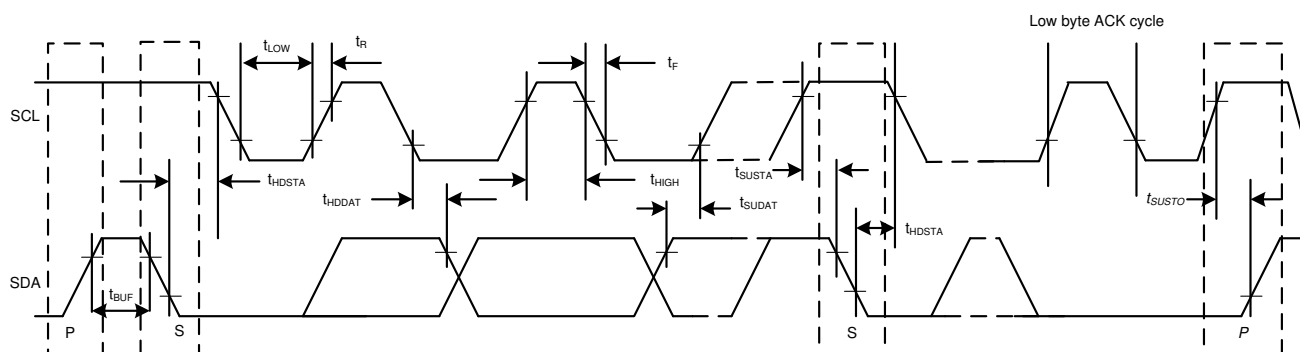 Low byte ACK cycle
tLOW
tR
tF
SCL
tHDSTA
tHDDAT
tHIGH
tSUSTA
tSUDAT
tHDSTA
tSUSTO
SDA
tBUF
P
S
S
P